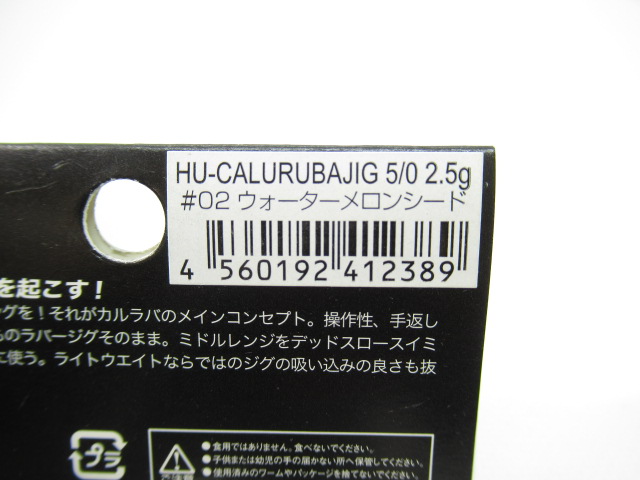 HU-CALURUBAJIG 5/0 2.5g
#02 ウォーターメロンシード
4 560192 412389
を起こす！
グを！それがカルラバのメインコンセプト。操作性、手返し
のラバージグそのまま。ミドルレンジをデッドスロースイミ
に使う。ライトウエイトならではのジグの吸い込みの良さも抜
プラ
●食用ではありません。食べないでください。
●子供または幼児の手の届かない所へ保管してください。
●使用済みのワームやパッケージを捨てないでください。